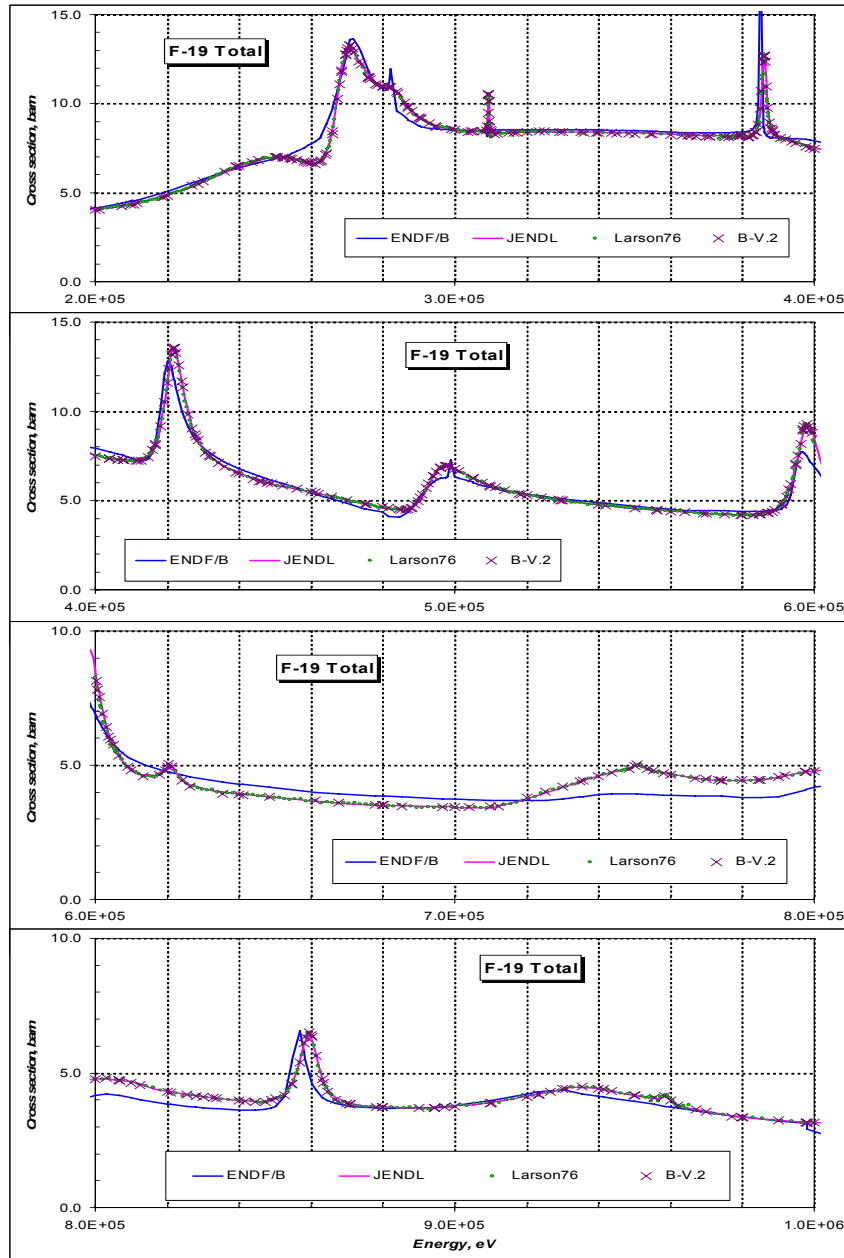 15.0
F-19 Total
10.0
Cross section, barn
5.0
ENDF/B JENDL Larson76 B-V.2
0.0
2.0E+05 3.0E+05 4.0E+05
15.0
F-19 Total
10.0
Cross section, barn
5.0
ENDF/B JENDL Larson76 B-V.2
0.0
4.0E+05 5.0E+05 6.0E+05
10.0
F-19 Total
Cross section, barn
5.0
ENDF/B JENDL Larson76 B-V.2
0.0
6.0E+05 7.0E+05 8.0E+05
10.0
F-19 Total
Cross section, barn
5.0
ENDF/B JENDL Larson76 B-V.2
0.0
8.0E+05 9.0E+05 1.0E+06
Energy, eV